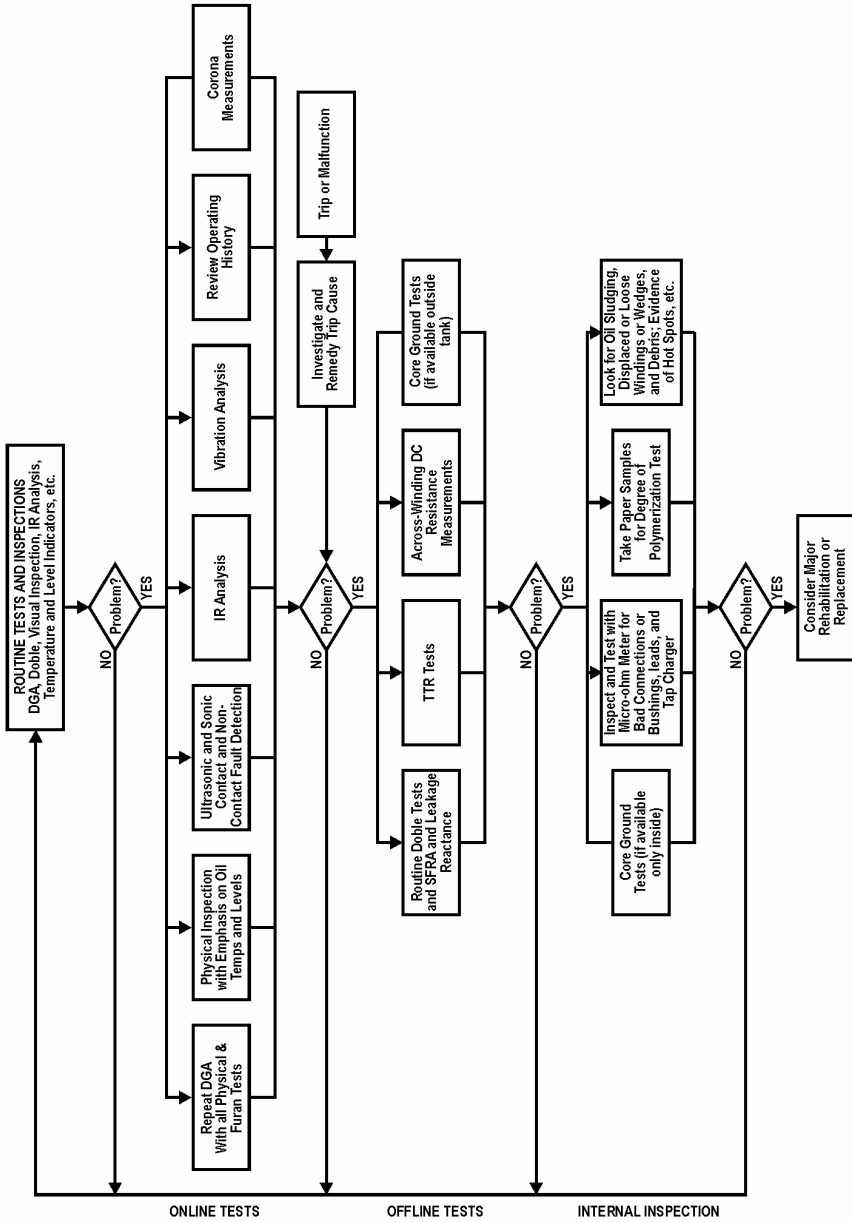 ROUTINE TESTS AND INSPECTIONS
DGA, Doble, Visual Inspection, IR Analysis,
Temperature and Level Indicators, etc.
Problem?
NO
YES
Repeat DGA
With all Physical &
Furan Tests
Physical Inspection
with Emphasis on Oil
Temps and Levels
Ultrasonic and Sonic
Contact and Non-
Contact Fault Detection
IR Analysis
Vibration Analysis
Review Operating
History
Corona
Measurements
ONLINE TESTS
Problem?
NO
YES
Investigate and
Remedy Trip Cause
Trip or Malfunction
Routine Doble Tests
and SFRA and Leakage
Reactance
TTR Tests
Across-Winding DC
Resistance
Measurements
Core Ground Tests
(if available outside
tank)
OFFLINE TESTS
Problem?
NO
YES
Core Ground
Tests (if available
only inside)
Inspect and Test with
Micro-ohm Meter for
Bad Connections or
Bushings, leads, and
Tap Charger
Take Paper Samples
for Degree of
Polymerization Test
Look for Oil Sludging,
Displaced or Loose
Windings or Wedges,
and Debris; Evidence
of Hot Spots, etc.
INTERNAL INSPECTION
Problem?
NO
YES
Consider Major
Rehabilitation or
Replacement